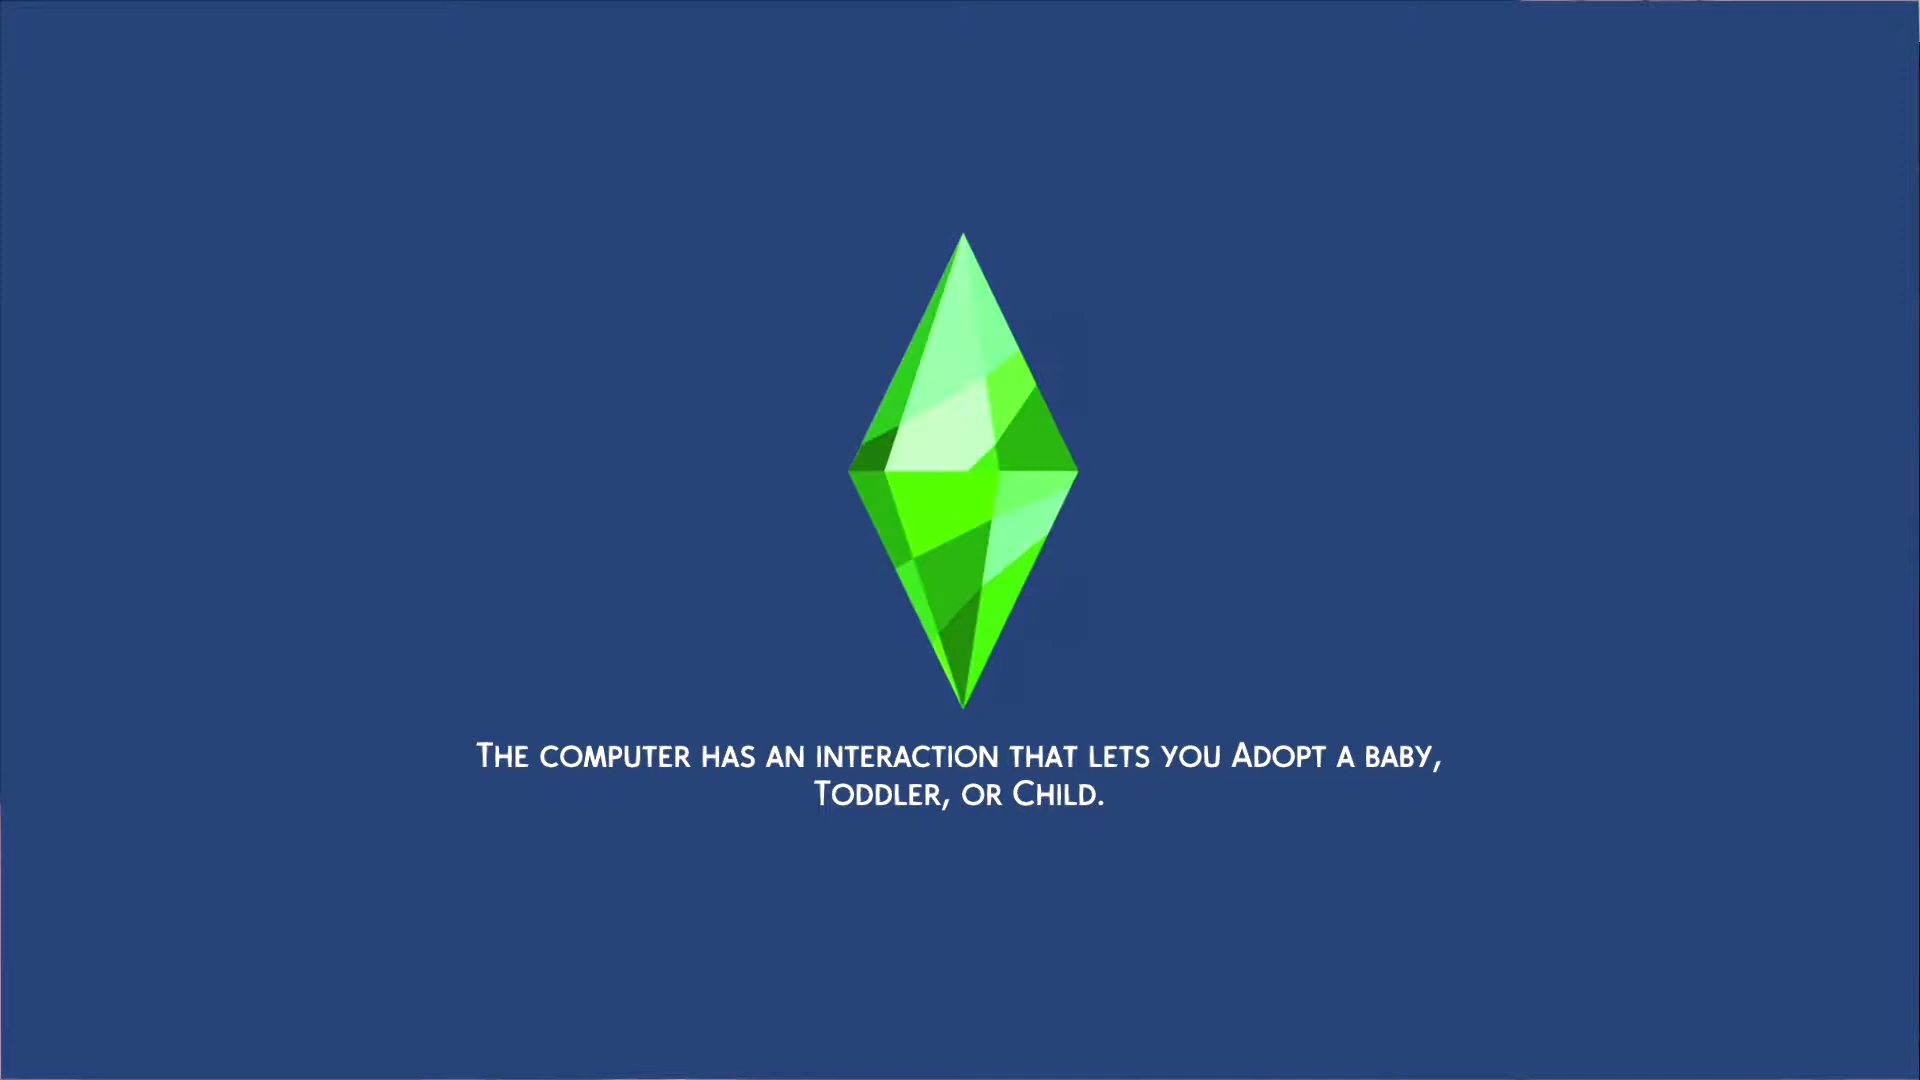 The computer has an interaction that lets you Adopt a baby,
Toddler, or Child.